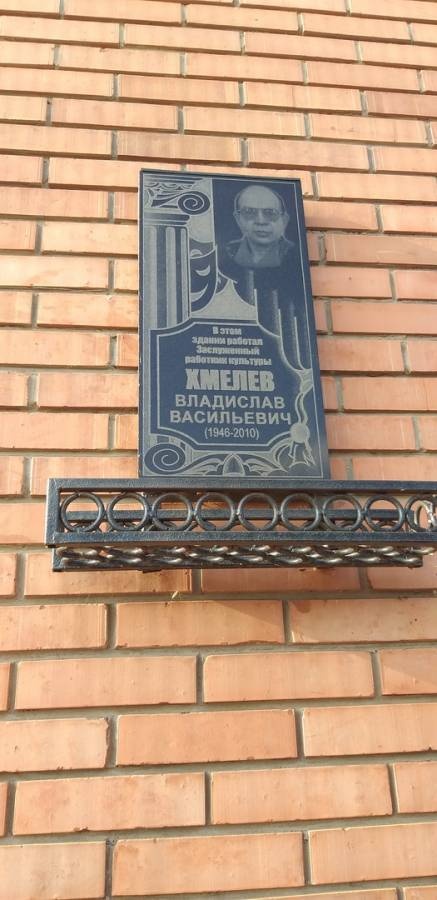 В этом
здании работал
Заслуженный
работник культуры
ХМЕЛЕВ
ВЛАДИСЛАВ
ВАСИЛЬЕВИЧ
(1946-2010)